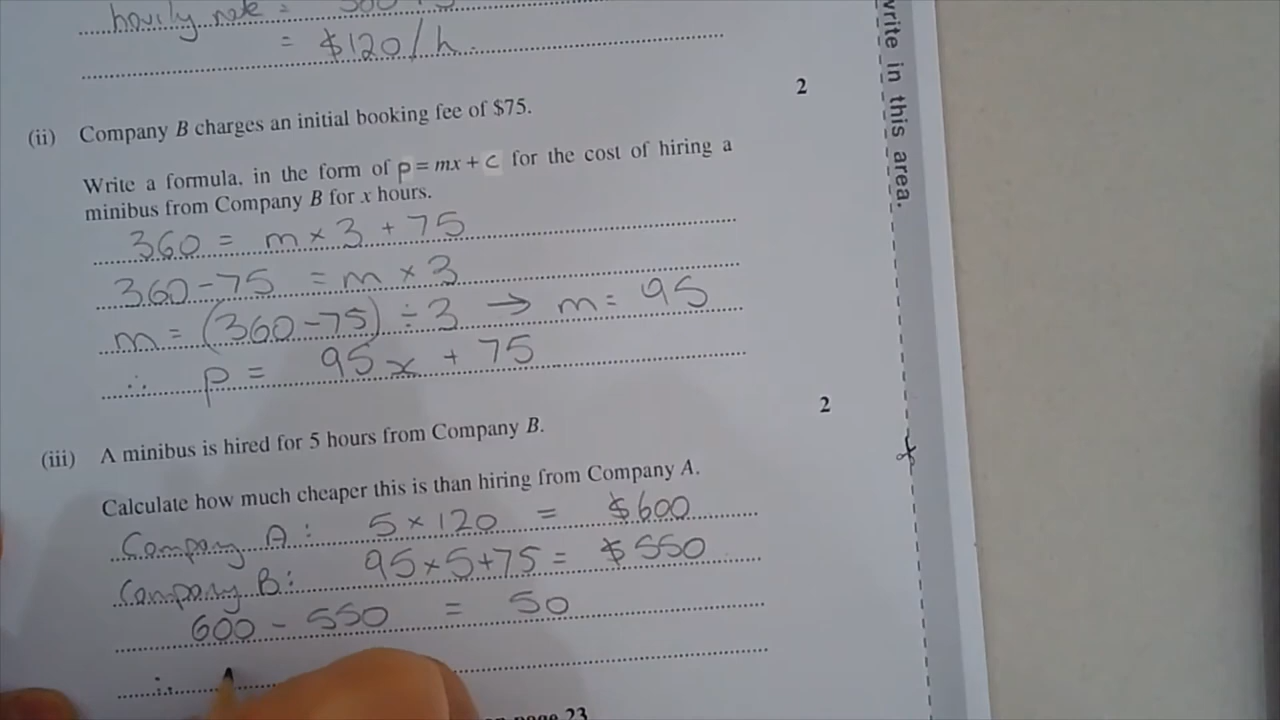 hourly rate =
= $120/h
2
(ii) Company B charges an initial booking fee of $75.
Write a formula, in the form of p = mx + c for the cost of hiring a
minibus from Company B for x hours.
360 = m × 3 + 75
360 - 75 = m × 3
m = (360 - 75) ÷ 3 → m = 95
∴ p = 95x + 75
2
(iii) A minibus is hired for 5 hours from Company B.
Calculate how much cheaper this is than hiring from Company A.
Company A: 5 × 120 = $600
Company B: 95 × 5 + 75 = $550
600 - 550 = 50
∴
page 23
write in this area.